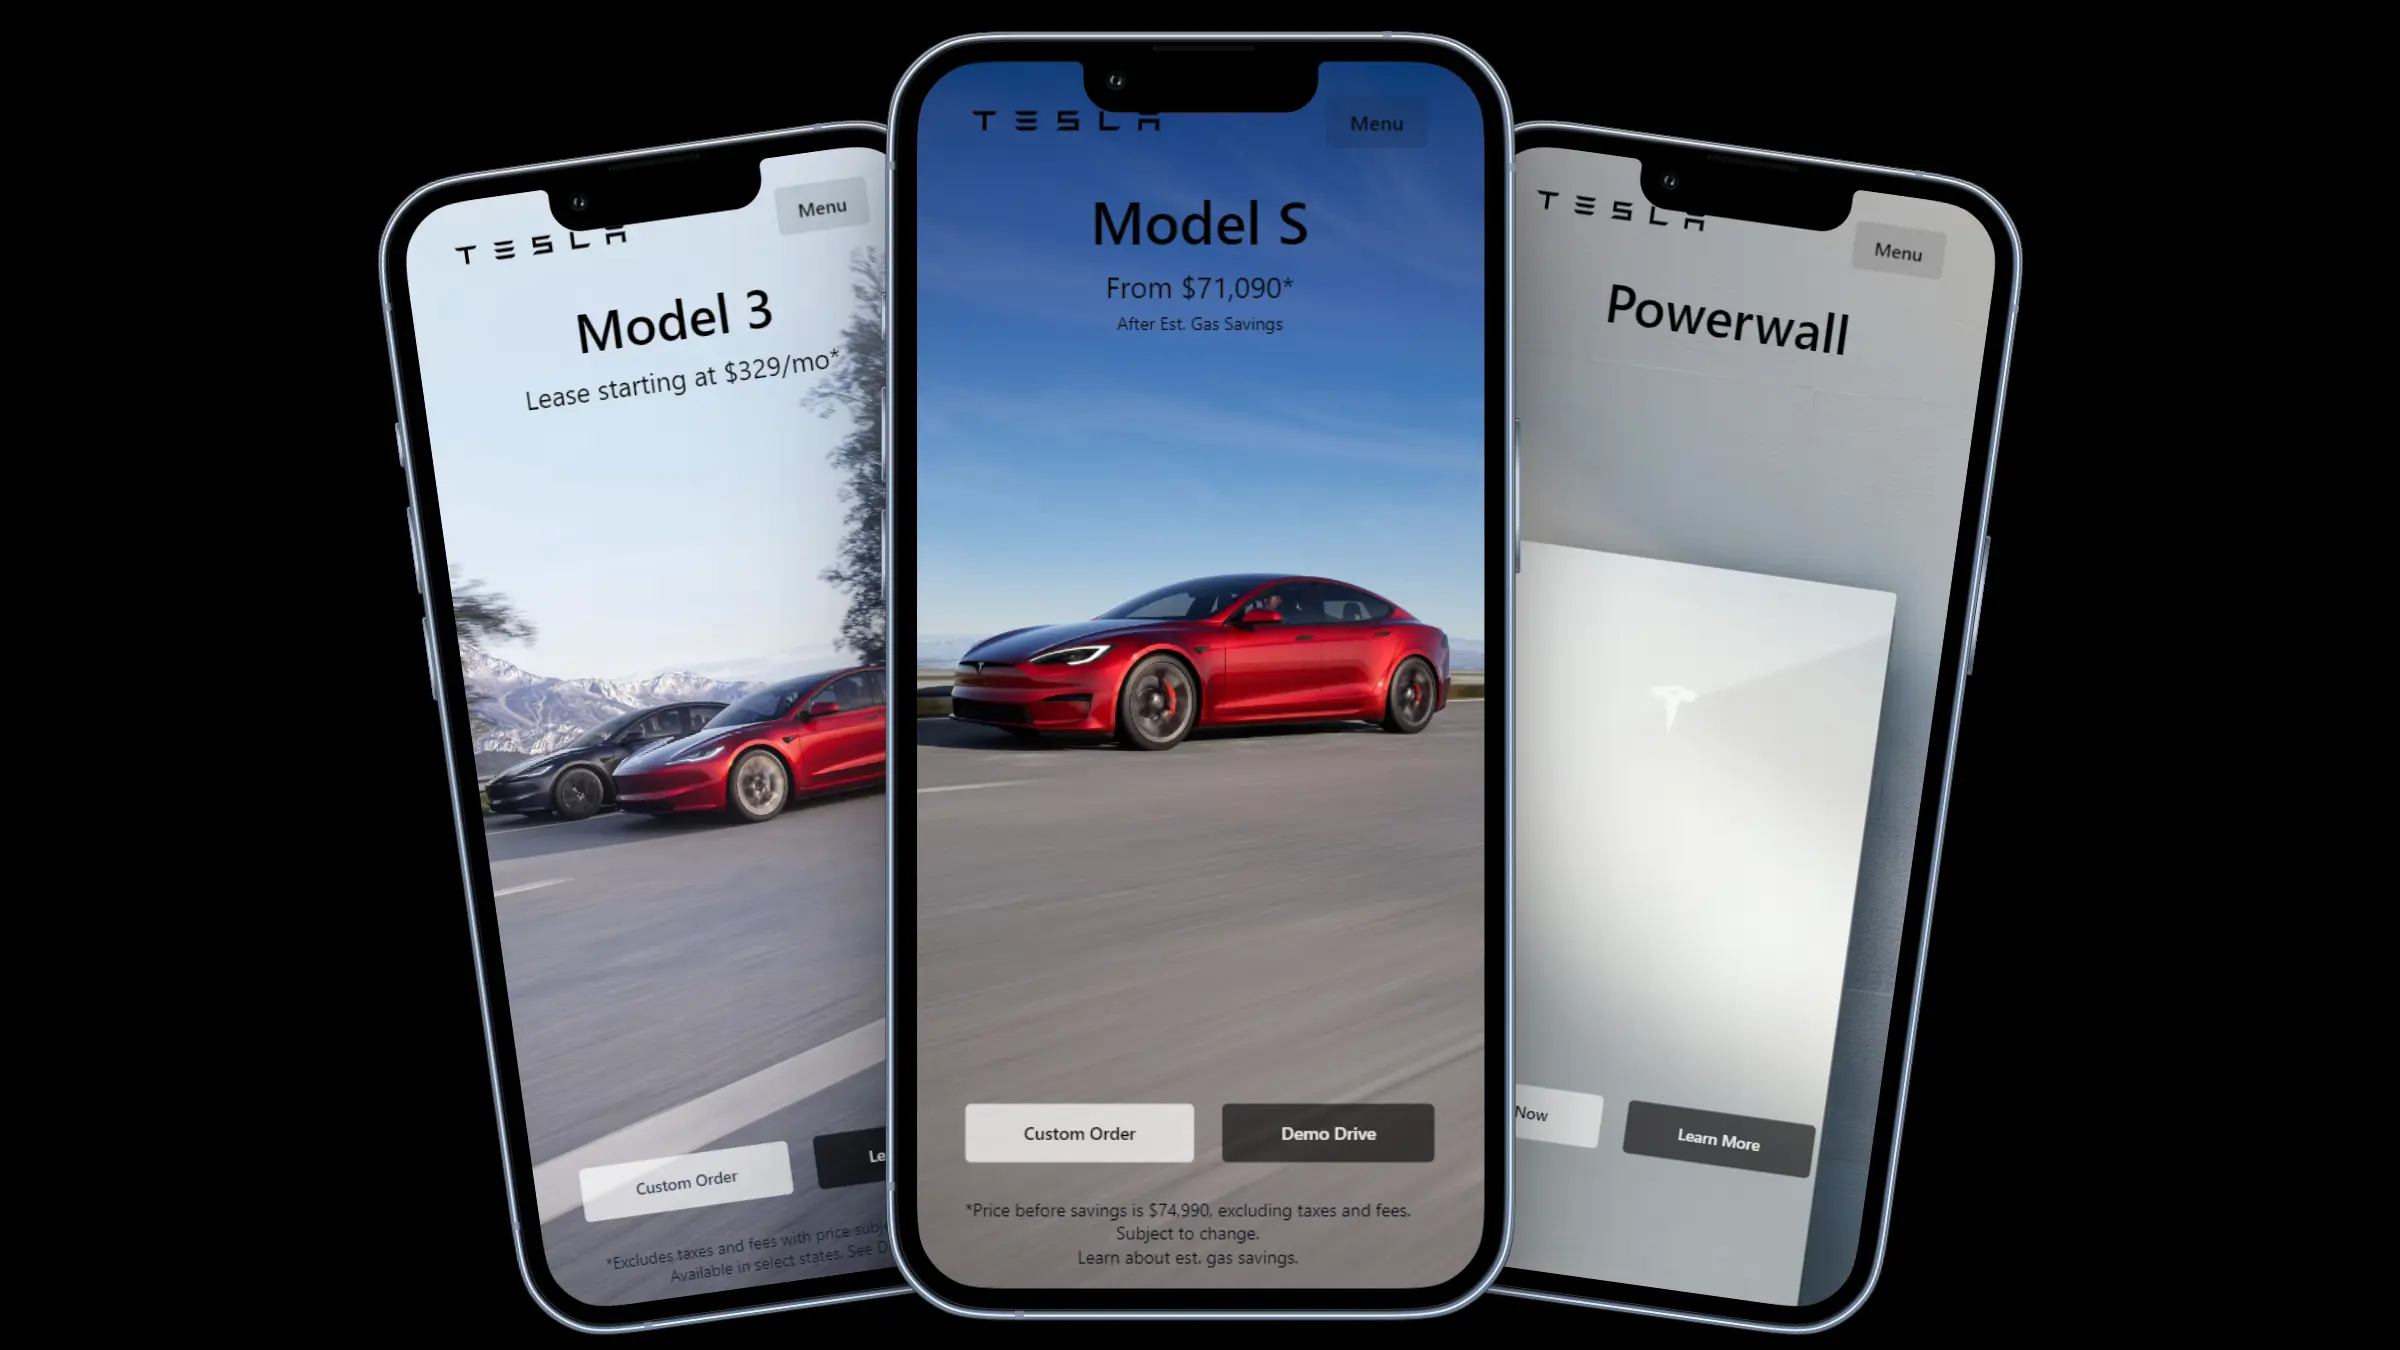 TESLA
Menu
Model 3
Lease starting at $329/mo*
Custom Order
*Excludes taxes and fees with price
Available in select states. See
TESLA
Menu
Model S
From $71,090*
After Est. Gas Savings
Custom Order
Demo Drive
*Price before savings is $74,990, excluding taxes and fees.
Subject to change.
Learn about est. gas savings.
TESLA
Menu
Powerwall
Now
Learn More